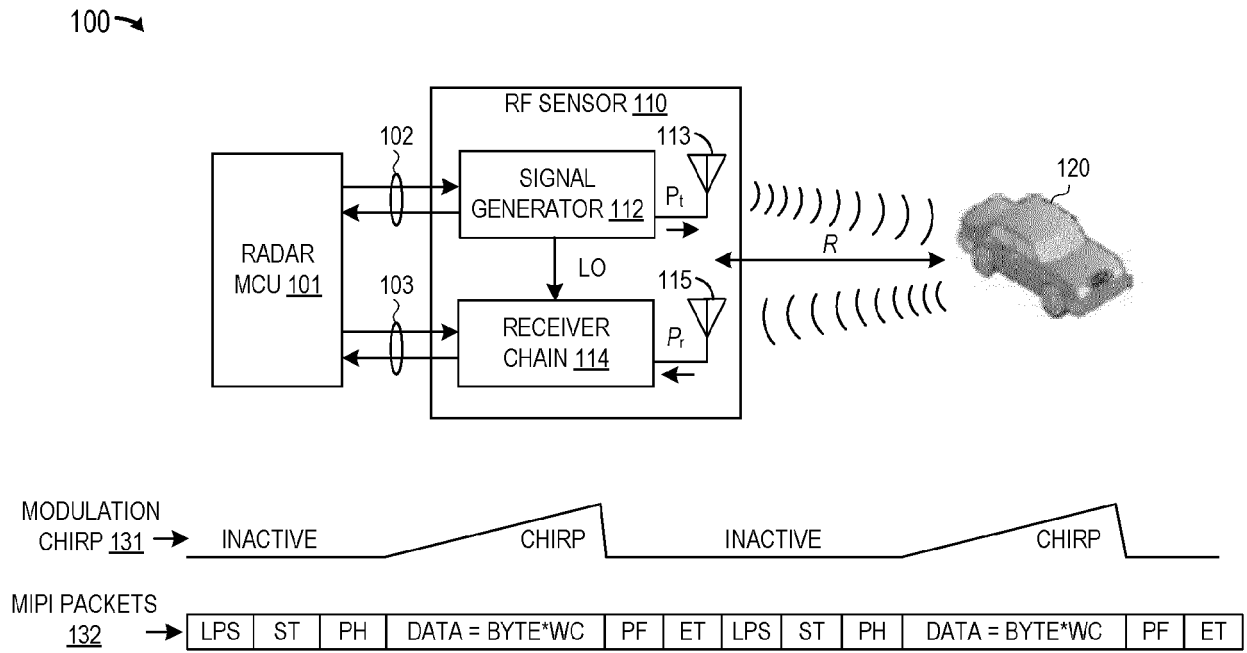 100
RF SENSOR 110
102
113
SIGNAL
GENERATOR 112
Pt
120
RADAR
MCU 101
LO
R
103
115
RECEIVER
CHAIN 114
Pr
MODULATION
CHIRP 131
INACTIVE CHIRP INACTIVE CHIRP
MIPI PACKETS
132
LPS ST PH DATA = BYTE*WC PF ET LPS ST PH DATA = BYTE*WC PF ET